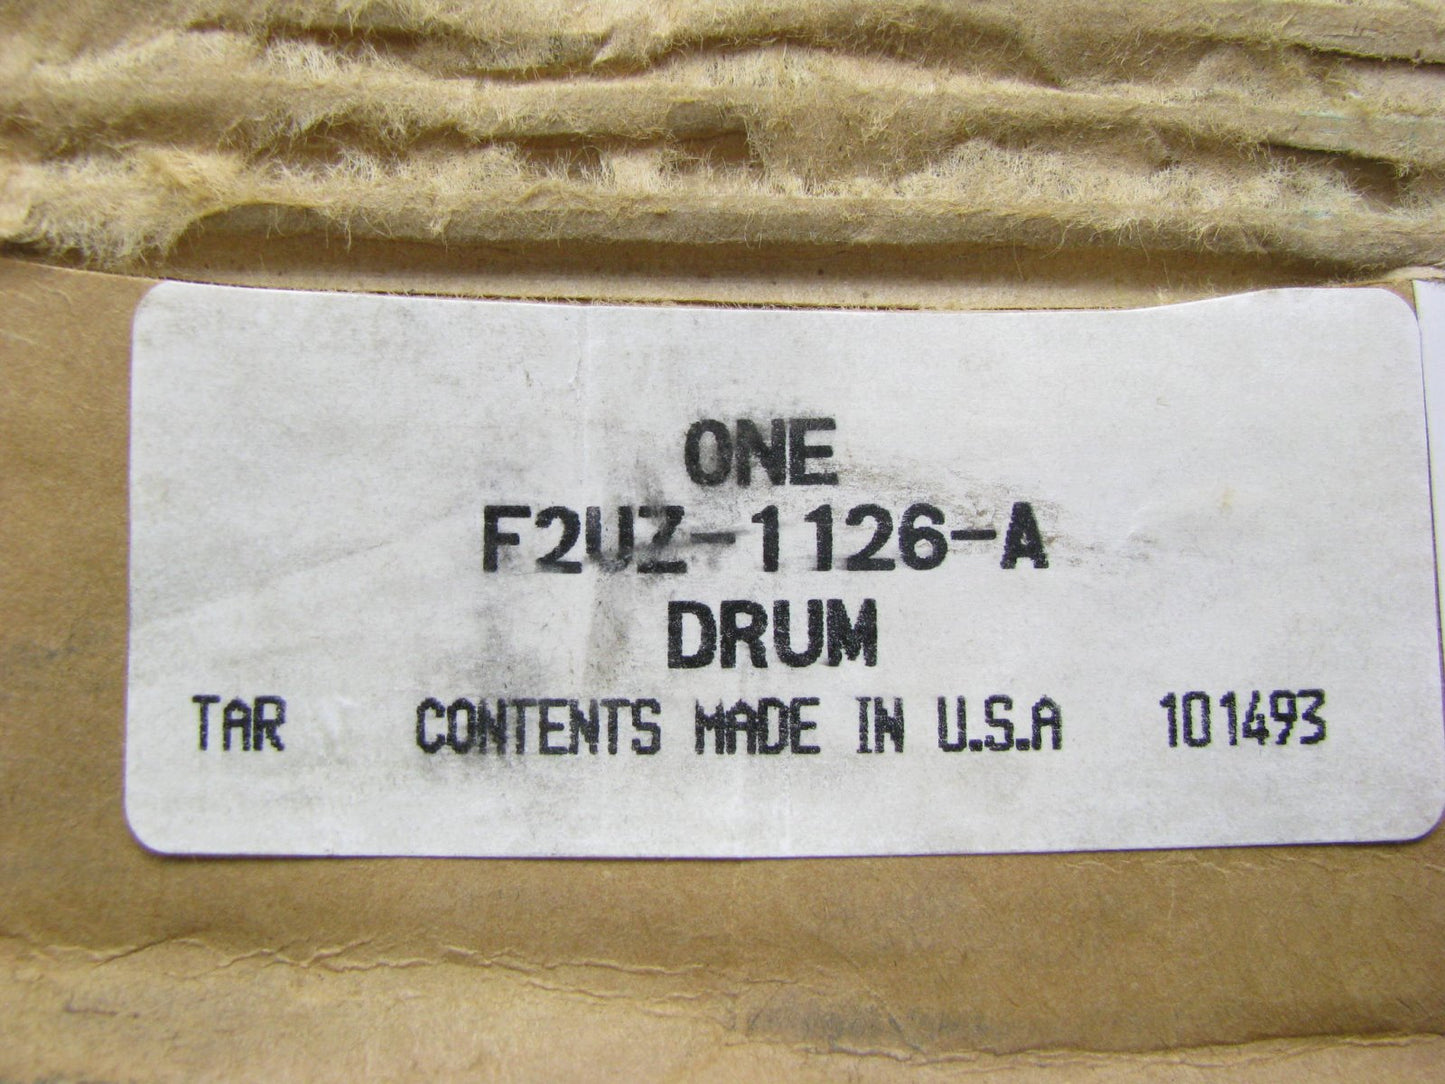 ONE
F2UZ-1126-A
DRUM
TAR CONTENTS MADE IN U.S.A 101493